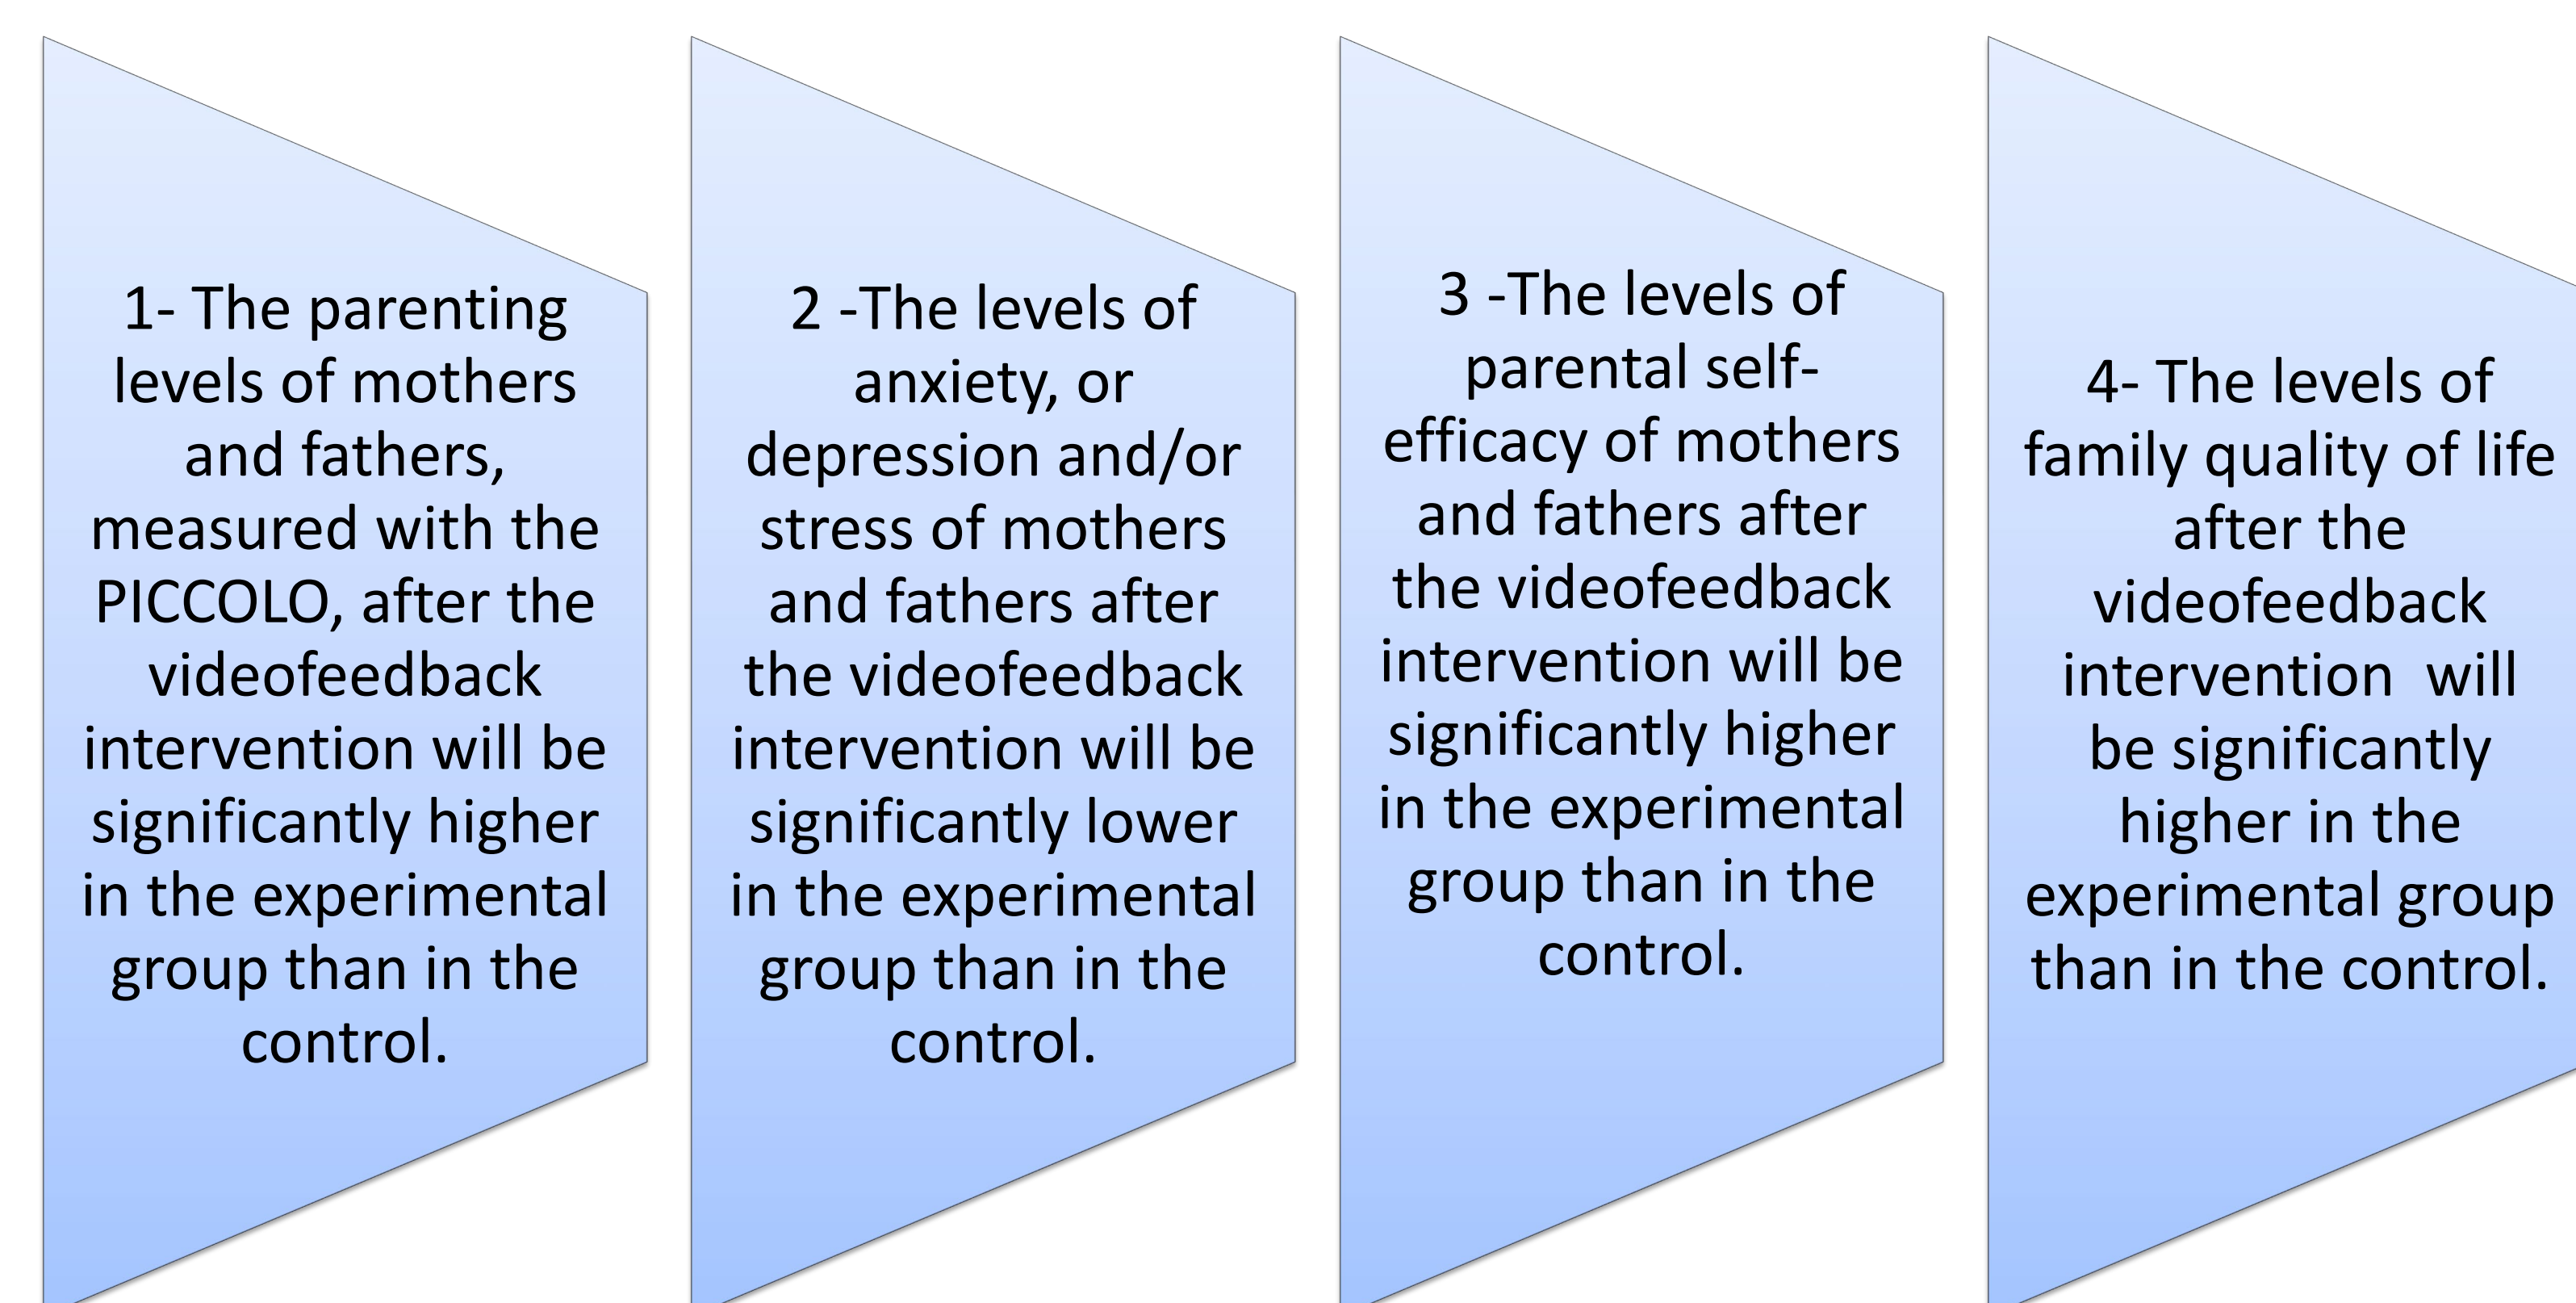 1- The parenting
levels of mothers
and fathers,
measured with the
PICCOLO, after the
videofeedback
intervention will be
significantly higher
in the experimental
group than in the
control.
2 -The levels of
anxiety, or
depression and/or
stress of mothers
and fathers after
the videofeedback
intervention will be
significantly lower
in the experimental
group than in the
control.
3 -The levels of
parental self-
efficacy of mothers
and fathers after
the videofeedback
intervention will be
significantly higher
in the experimental
group than in the
control.
4- The levels of
family quality of life
after the
videofeedback
intervention  will
be significantly
higher in the
experimental group
than in the control.